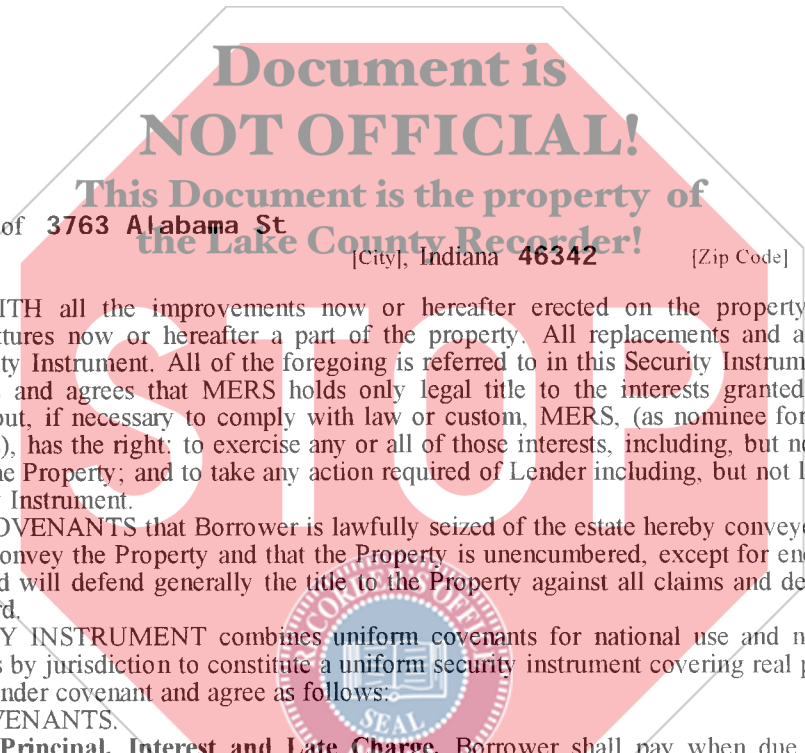 Document is
NOT OFFICIAL!
This Document is the property of
the Lake County Recorder!
of 3763 Alabama St
[City], Indiana 46342 [Zip Code]
ITH all the improvements now or hereafter erected on the property
tures now or hereafter a part of the property. All replacements and a
ty Instrument. All of the foregoing is referred to in this Security Instrum
and agrees that MERS holds only legal title to the interests granted
out, if necessary to comply with law or custom, MERS, (as nominee for
), has the right: to exercise any or all of those interests, including, but n
ne Property; and to take any action required of Lender including, but not l
Instrument.
OVENANTS that Borrower is lawfully seized of the estate hereby conveye
onvey the Property and that the Property is unencumbered, except for en
d will defend generally the title to the Property against all claims and de
rd.
Y INSTRUMENT combines uniform covenants for national use and n
s by jurisdiction to constitute a uniform security instrument covering real p
nder covenant and agree as follows:
VENANTS.
Principal, Interest and Late Charge. Borrower shall pay when due
STOP
RECORDER'S OFFICE
SEAL